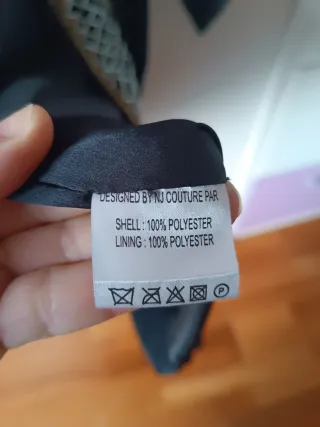 DESIGNED BY NJ COUTURE PAR
SHELL : 100% POLYESTER
LINING : 100% POLYESTER
P